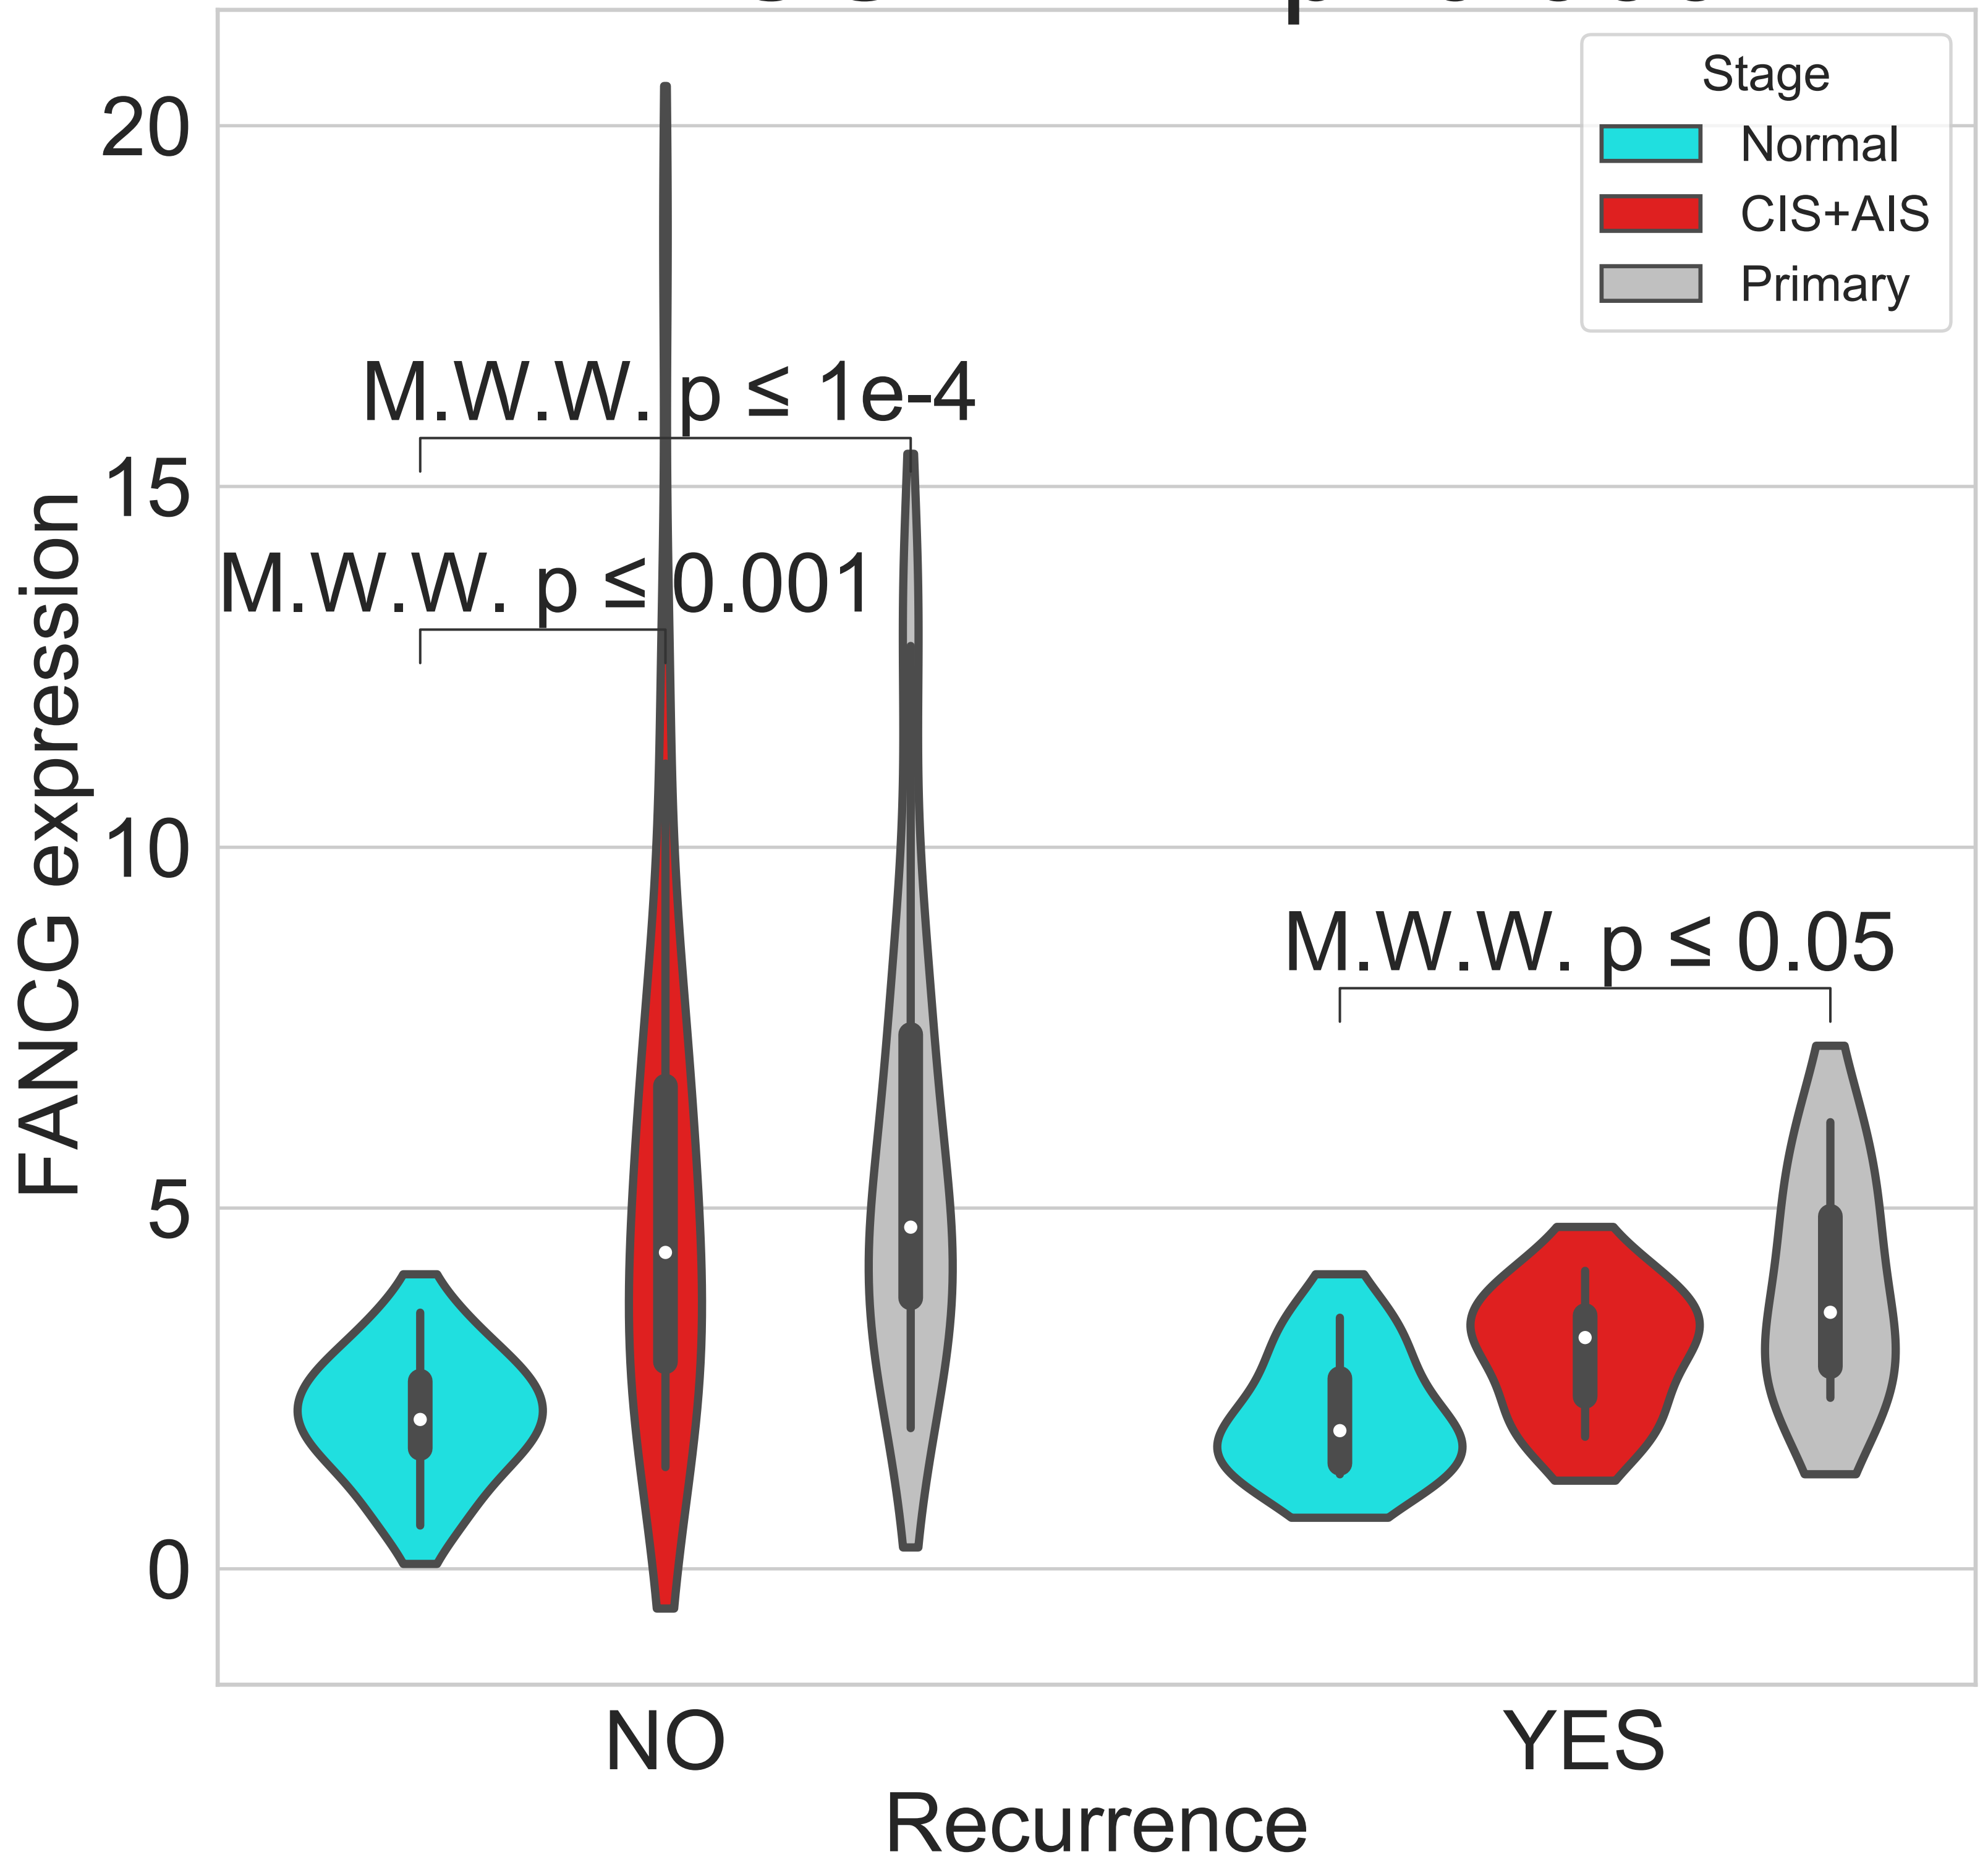 Stage
Normal
CIS+AIS
Primary
20
15
10
5
0
FANCG expression
M.W.W. p ≤ 1e-4
M.W.W. p ≤ 0.001
M.W.W. p ≤ 0.05
NO
YES
Recurrence